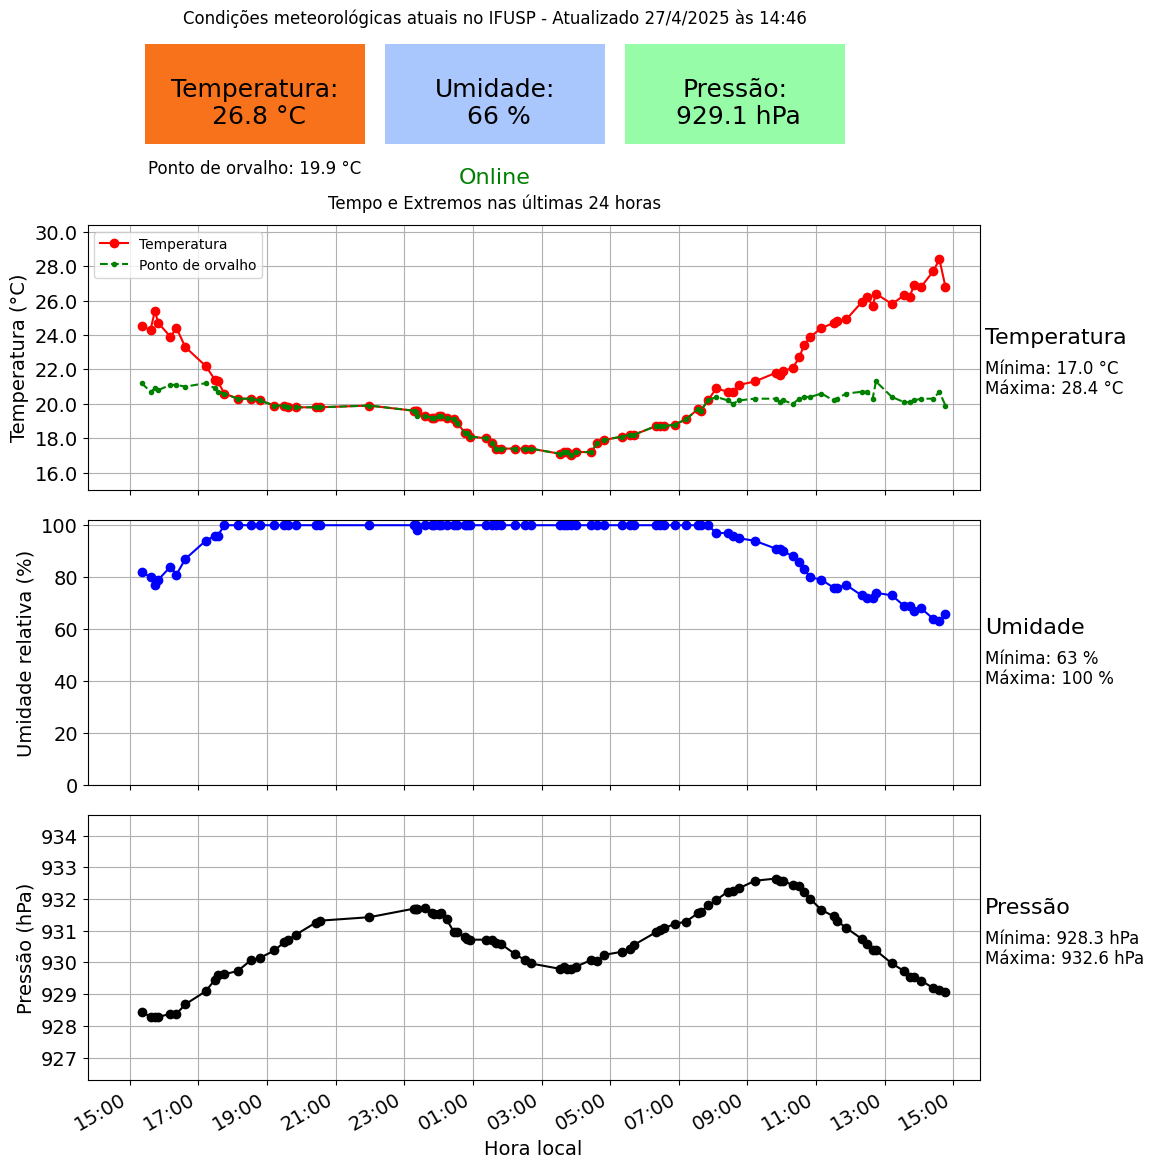 Condições meteorológicas atuais no IFUSP - Atualizado 27/4/2025 às 14:46
Temperatura:
26.8 °C
Umidade:
66 %
Pressão:
929.1 hPa
Ponto de orvalho: 19.9 °C
Online
Tempo e Extremos nas últimas 24 horas
Temperatura (°C)
30.0
28.0
26.0
24.0
22.0
20.0
18.0
16.0
Temperatura
Ponto de orvalho
Temperatura
Mínima: 17.0 °C
Máxima: 28.4 °C
Umidade relativa (%)
100
80
60
40
20
0
Umidade
Mínima: 63 %
Máxima: 100 %
Pressão (hPa)
934
933
932
931
930
929
928
927
Pressão
Mínima: 928.3 hPa
Máxima: 932.6 hPa
15:00
17:00
19:00
21:00
23:00
01:00
03:00
05:00
07:00
09:00
11:00
13:00
15:00
Hora local